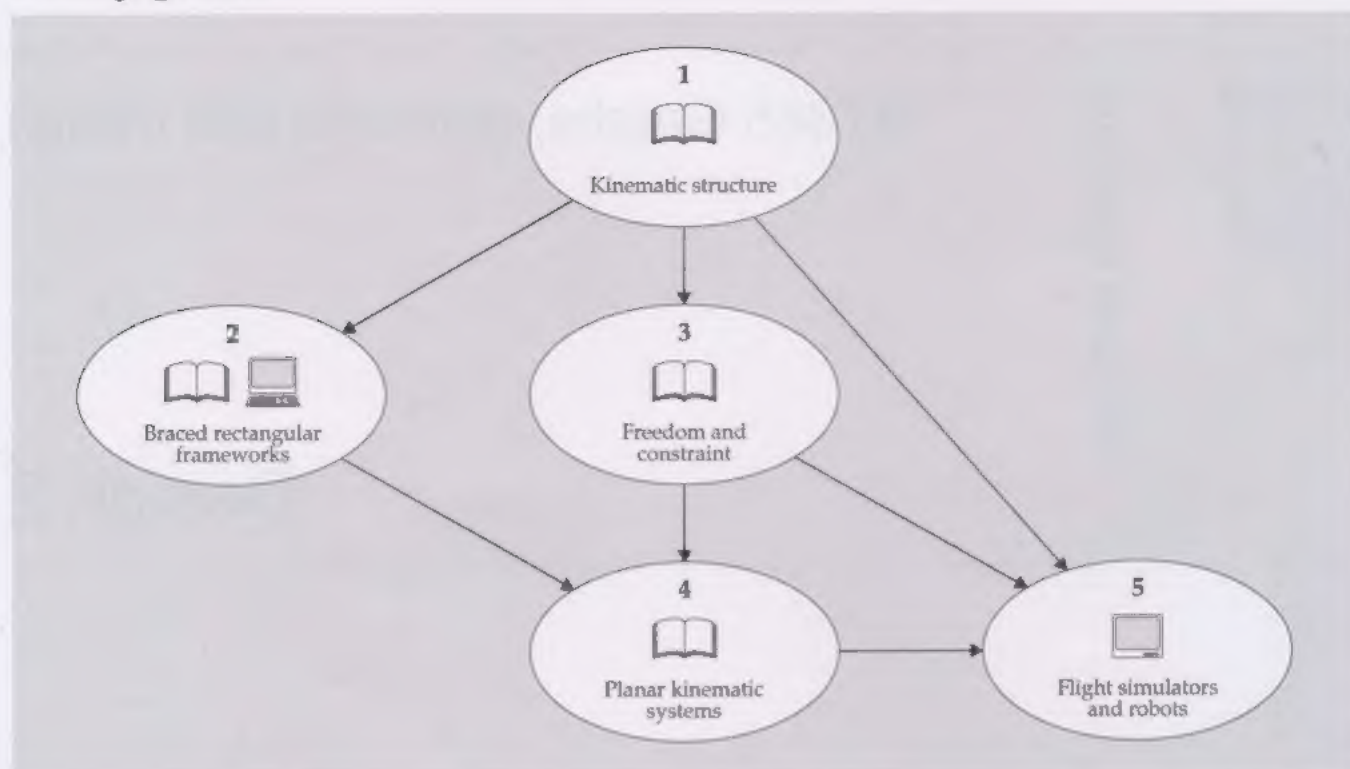 1
Kinematic structure
2
Braced rectangular
frameworks
3
Freedom and
constraint
4
Planar kinematic
systems
5
Flight simulators
and robots